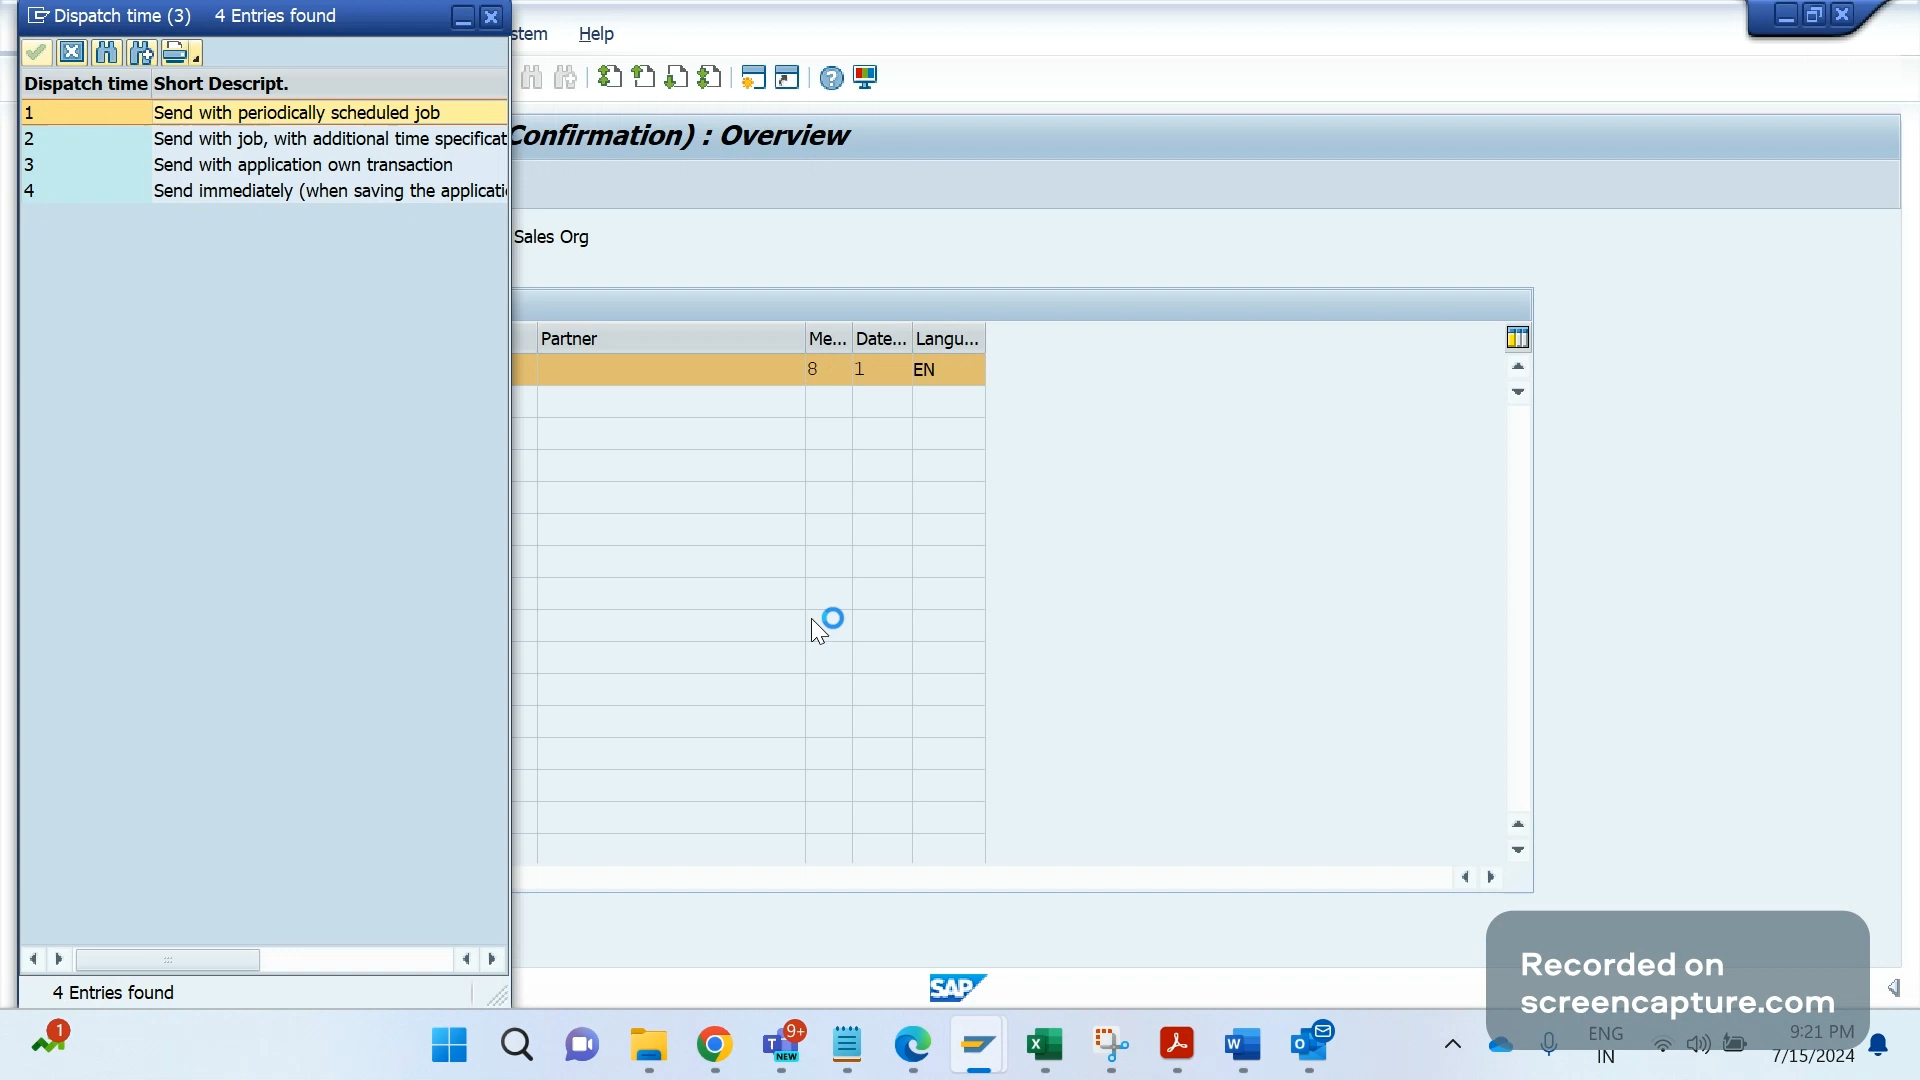 Dispatch time (3) 4 Entries found
stem Help
Dispatch time Short Descript.
1 Send with periodically scheduled job
2 Send with job, with additional time specificat
3 Send with application own transaction
4 Send immediately (when saving the applicati
Confirmation) : Overview
Sales Org
Partner Me... Date... Langu...
8 1 EN
4 Entries found
SAP
Recorded on
screencapture.com
1
9+
T
NEW
X
W
O
ENG
IN
9:21 PM
7/15/2024